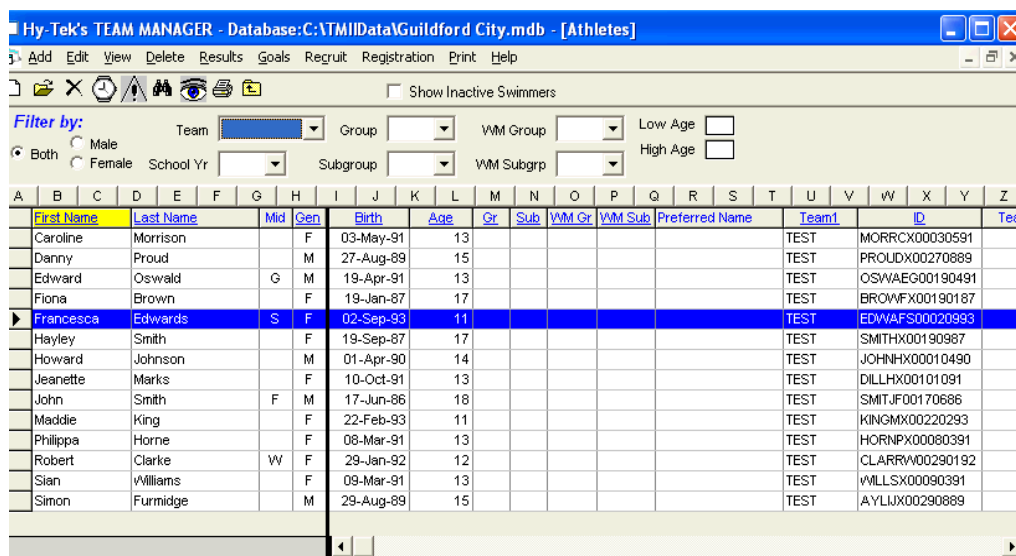 Hy-Tek's TEAM MANAGER - Database:C:\TMIIData\Guildford City.mdb - [Athletes]
Add Edit View Delete Results Goals Recruit Registration Print Help
Show Inactive Swimmers
Filter by:
Both Male Female
Team Group WM Group Low Age
School Yr Subgroup WM Subgrp High Age
A B C D E F G H I J K L M N O P Q R S T U V W X Y Z
First Name Last Name Mid Gen Birth Age Gr Sub WM Gr WM Sub Preferred Name Team1 ID Tea
Caroline Morrison F 03-May-91 13 TEST MORRCX00030591
Danny Proud M 27-Aug-89 15 TEST PROUDX00270889
Edward Oswald G M 19-Apr-91 13 TEST OSWAEG00190491
Fiona Brown F 19-Jan-87 17 TEST BROWFX00190187
Francesca Edwards S F 02-Sep-93 11 TEST EDWAFS00020993
Hayley Smith F 19-Sep-87 17 TEST SMITHX00190987
Howard Johnson M 01-Apr-90 14 TEST JOHNHX00010490
Jeanette Marks F 10-Oct-91 13 TEST DILLHX00101091
John Smith F M 17-Jun-86 18 TEST SMITJF00170686
Maddie King F 22-Feb-93 11 TEST KINGMX00220293
Philippa Horne F 08-Mar-91 13 TEST HORNPX00080391
Robert Clarke W M 29-Jan-92 12 TEST CLARRW00290192
Sian Williams F 09-Mar-91 13 TEST WILLSX00090391
Simon Furmidge M 29-Aug-89 15 TEST AYLIJX00290889